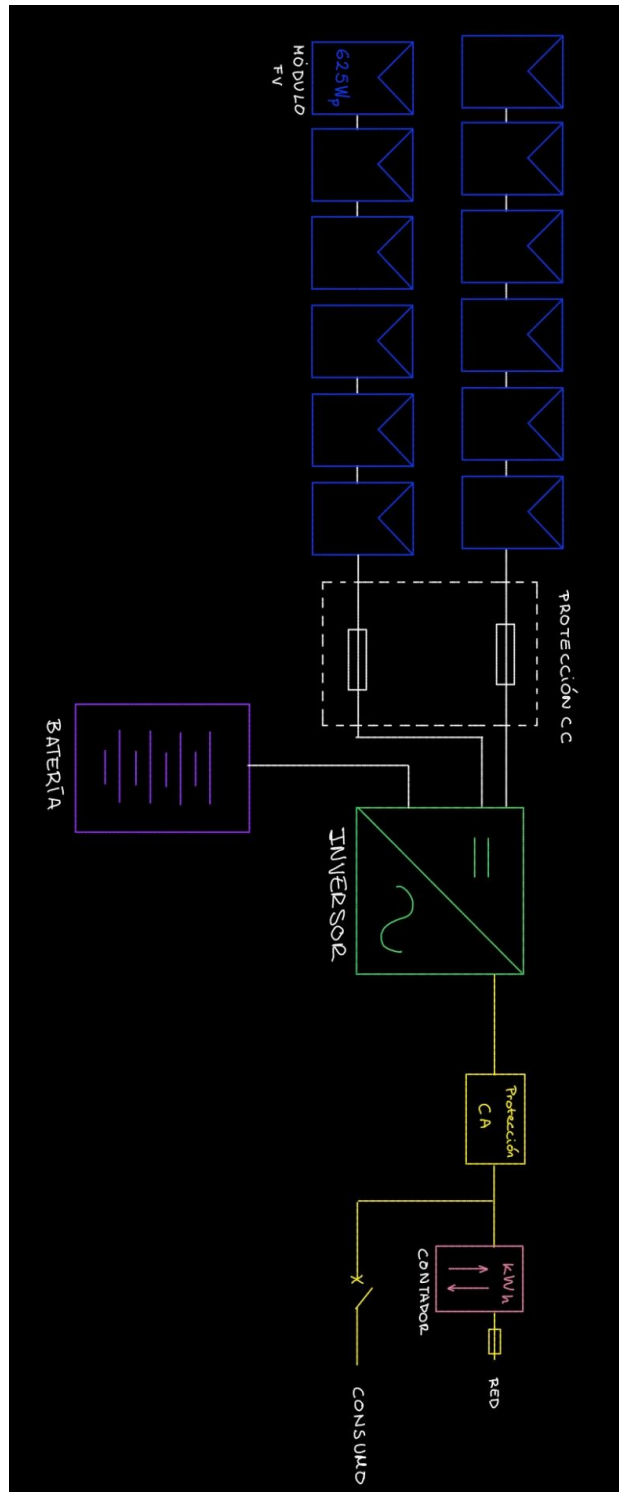 MÓDULO
FV
625Wp
PROTECCIÓN CC
BATERÍA
INVERSOR
Protección
CA
kWh
CONTADOR
RED
CONSUMO